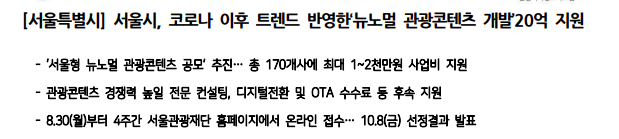 [서울특별시] 서울시, 코로나 이후 트렌드 반영한'뉴노멀 관광콘텐츠 개발'20억 지원
- '서울형 뉴노멀 관광콘텐츠 공모' 추진… 총 170개사에 최대 1~2천만원 사업비 지원
- 관광콘텐츠 경쟁력 높일 전문 컨설팅, 디지털전환 및 OTA 수수료 등 후속 지원
- 8.30(월)부터 4주간 서울관광재단 홈페이지에서 온라인 접수… 10.8(금) 선정결과 발표